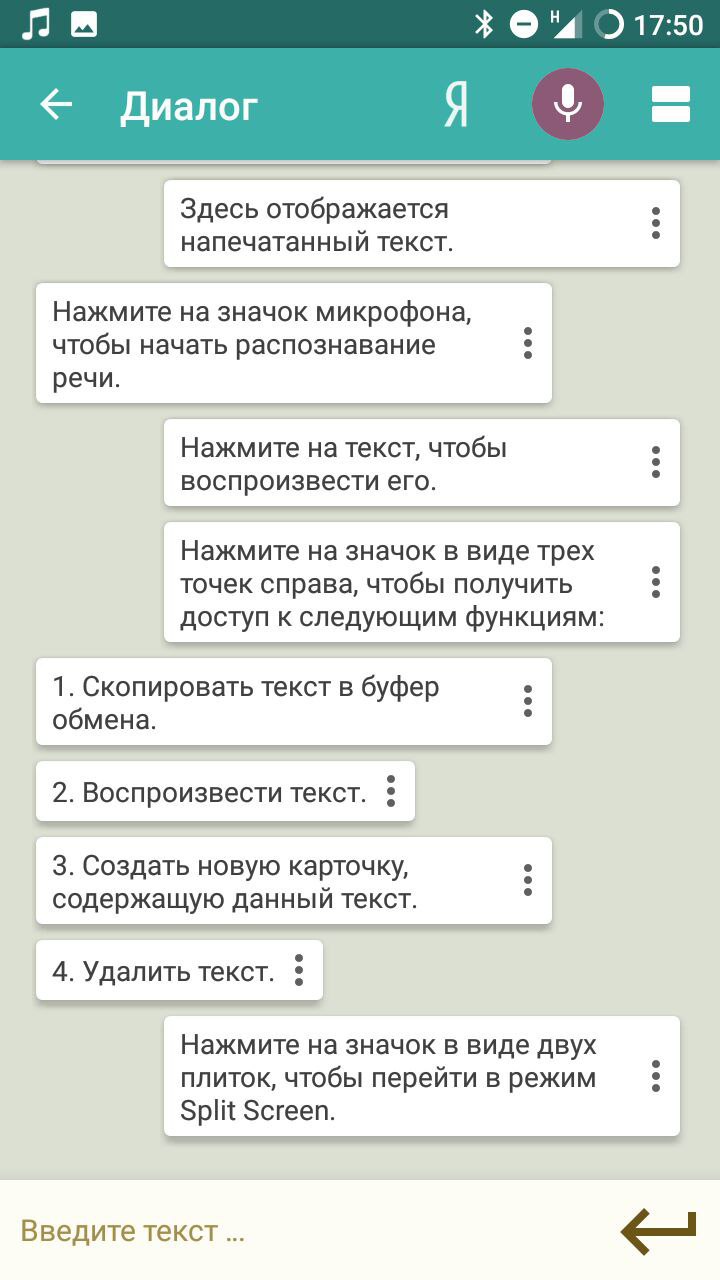 H
17:50
Диалог
Я
Здесь отображается
напечатанный текст.
Нажмите на значок микрофона,
чтобы начать распознавание
речи.
Нажмите на текст, чтобы
воспроизвести его.
Нажмите на значок в виде трех
точек справа, чтобы получить
доступ к следующим функциям:
1. Скопировать текст в буфер
обмена.
2. Воспроизвести текст.
3. Создать новую карточку,
содержащую данный текст.
4. Удалить текст.
Нажмите на значок в виде двух
плиток, чтобы перейти в режим
Split Screen.
Введите текст ...